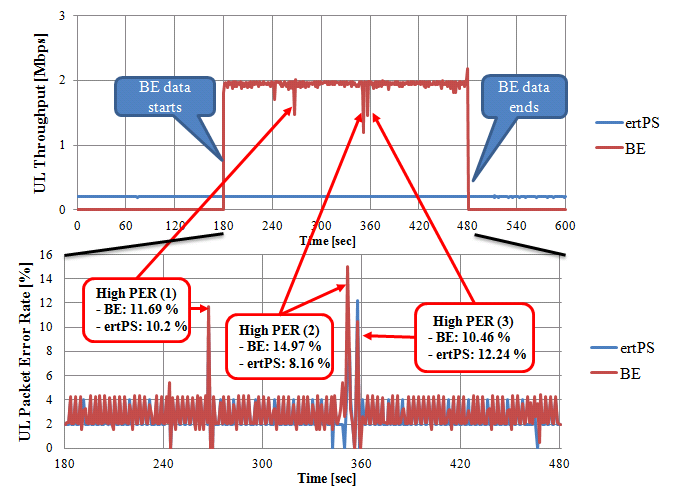 UL Throughput [Mbps]
3
2
1
0
BE data
starts
BE data
ends
ertPS
BE
0 60 120 180 240 300 360 420 480 540 600
Time [sec]
UL Packet Error Rate [%]
16
14
12
10
8
6
4
2
0
High PER (1)
- BE: 11.69 %
- ertPS: 10.2 %
High PER (2)
- BE: 14.97 %
- ertPS: 8.16 %
High PER (3)
- BE: 10.46 %
- ertPS: 12.24 %
ertPS
BE
180 240 300 360 420 480
Time [sec]